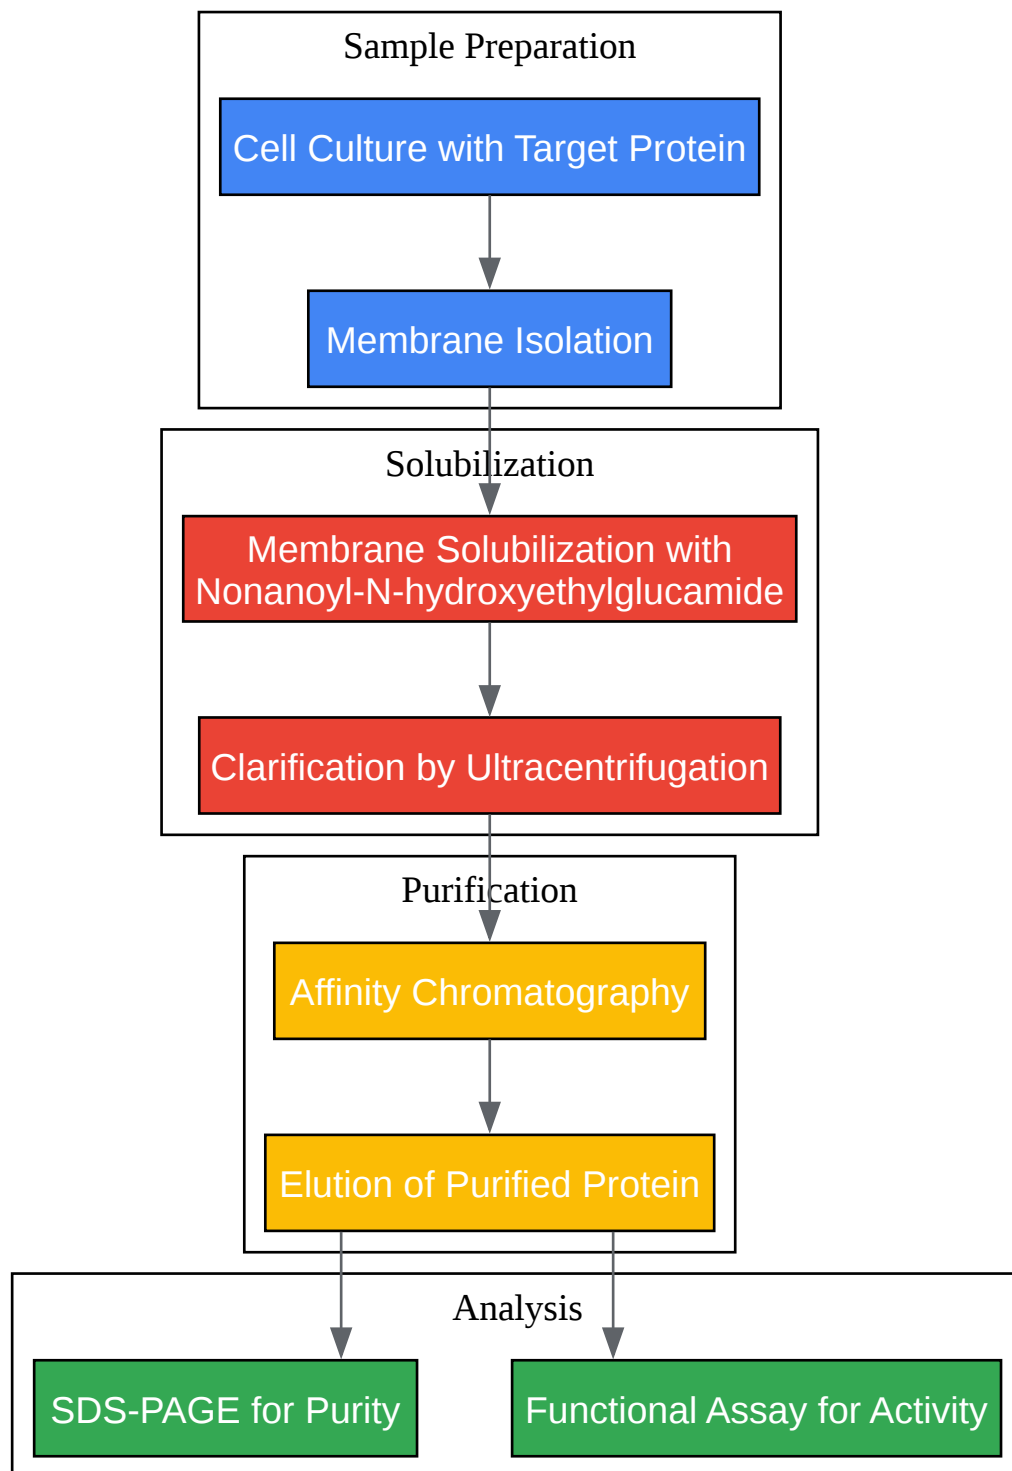 Sample Preparation
Cell Culture with Target Protein
Membrane Isolation
Solubilization
Membrane Solubilization with
Nonanoyl-N-hydroxyethylglucamide
Clarification by Ultracentrifugation
Purification
Affinity Chromatography
Elution of Purified Protein
Analysis
SDS-PAGE for Purity
Functional Assay for Activity